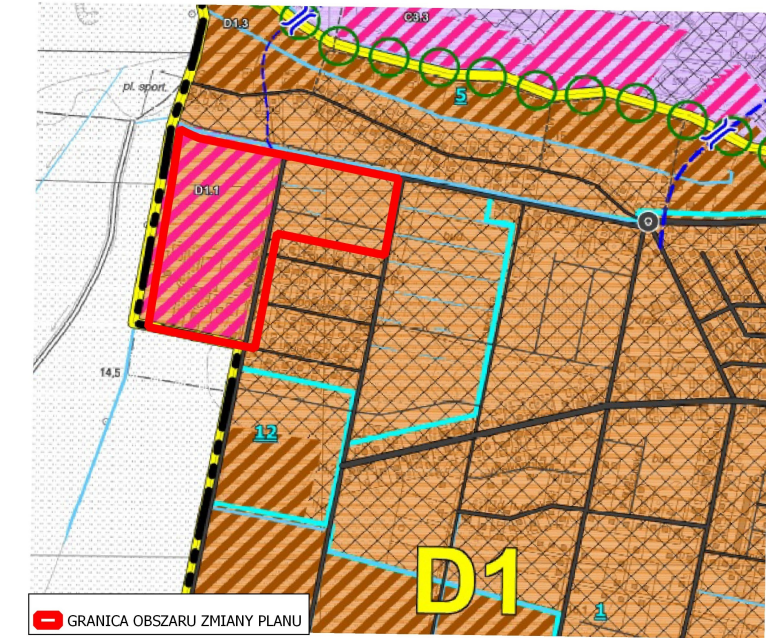 D1.3
C3.3
pl. sport.
5
D1.1
14,5
12
D1
1
GRANICA OBSZARU ZMIANY PLANU